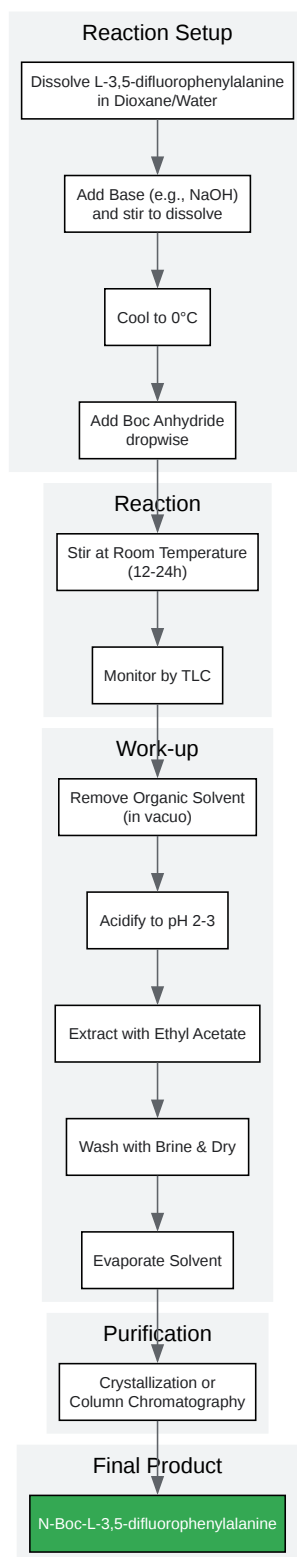 Reaction Setup
Dissolve L-3,5-difluorophenylalanine
in Dioxane/Water
Add Base (e.g., NaOH)
and stir to dissolve
Cool to 0°C
Add Boc Anhydride
dropwise
Reaction
Stir at Room Temperature
(12-24h)
Monitor by TLC
Work-up
Remove Organic Solvent
(in vacuo)
Acidify to pH 2-3
Extract with Ethyl Acetate
Wash with Brine & Dry
Evaporate Solvent
Purification
Crystallization or
Column Chromatography
Final Product
N-Boc-L-3,5-difluorophenylalanine